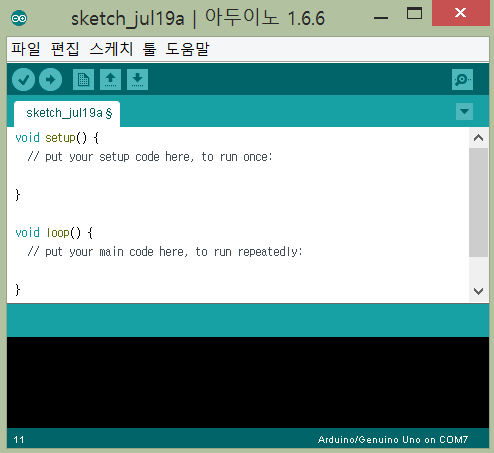 sketch_jul19a | 아두이노 1.6.6
파일 편집 스케치 툴 도움말
sketch_jul19a §
void setup() {
// put your setup code here, to run once:
}
void loop() {
// put your main code here, to run repeatedly:
}
11 Arduino/Genuino Uno on COM7